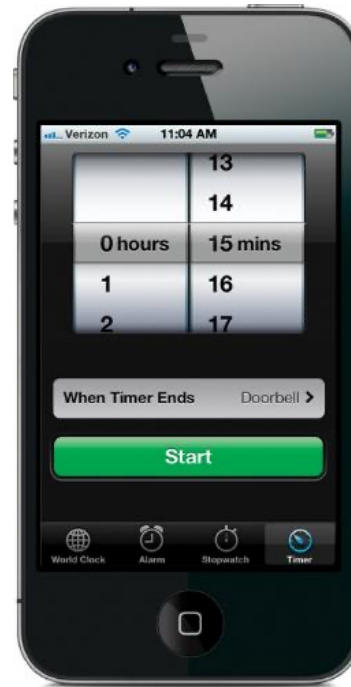 Verizon 11:04 AM
13
14
0 hours 15 mins
1 16
2 17
When Timer Ends Doorbell >
Start
World Clock Alarm Stopwatch Timer